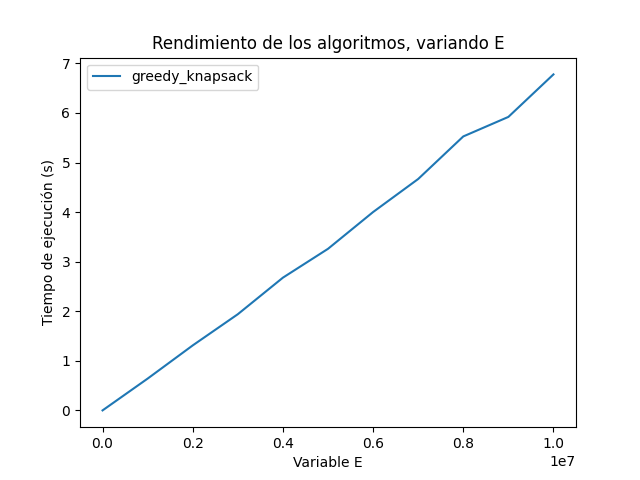 Rendimiento de los algoritmos, variando E
greedy_knapsack
Tiempo de ejecución (s)
7
6
5
4
3
2
1
0
0.0 0.2 0.4 0.6 0.8 1.0
1e7
Variable E